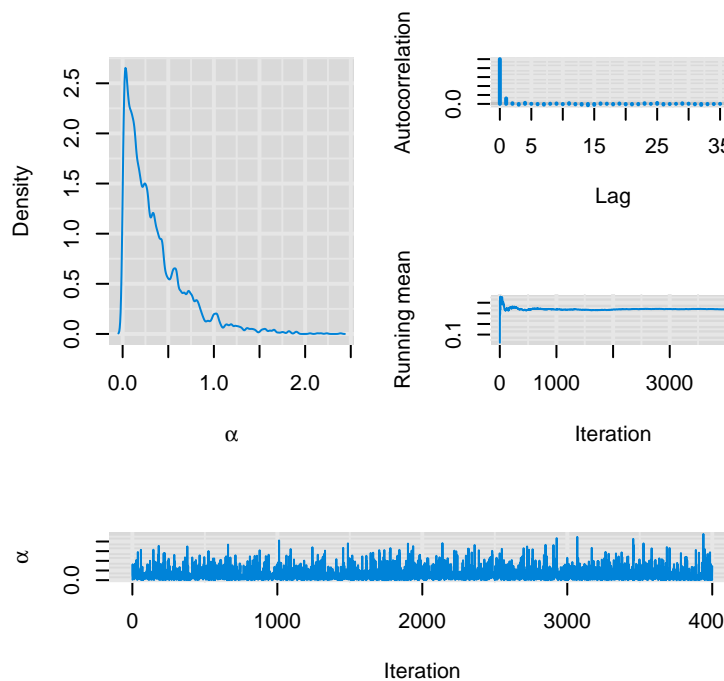 Density
0.0
0.5
1.0
1.5
2.0
2.5
0.0 1.0 2.0
α
Autocorrelation
0.0
0 5 15 25 35
Lag
Running mean
0.1
0 1000 3000
Iteration
α
0.0
0 1000 2000 3000 400
Iteration